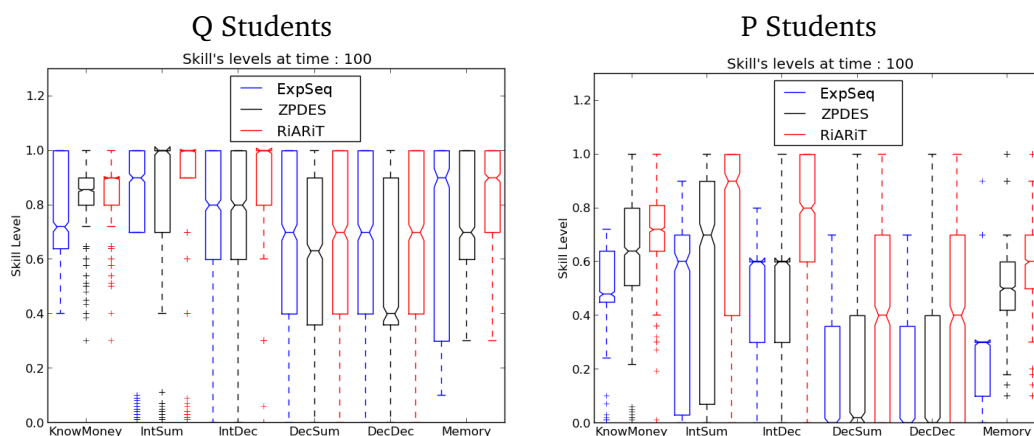 Q Students
Skill's levels at time : 100
ExpSeq
ZPDES
RiARiT
Skill Level
1.2
1.0
0.8
0.6
0.4
0.2
0.0
KnowMoney IntSum IntDec DecSum DecDec Memory
P Students
Skill's levels at time : 100
ExpSeq
ZPDES
RiARiT
Skill Level
1.2
1.0
0.8
0.6
0.4
0.2
0.0
KnowMoney IntSum IntDec DecSum DecDec Memory